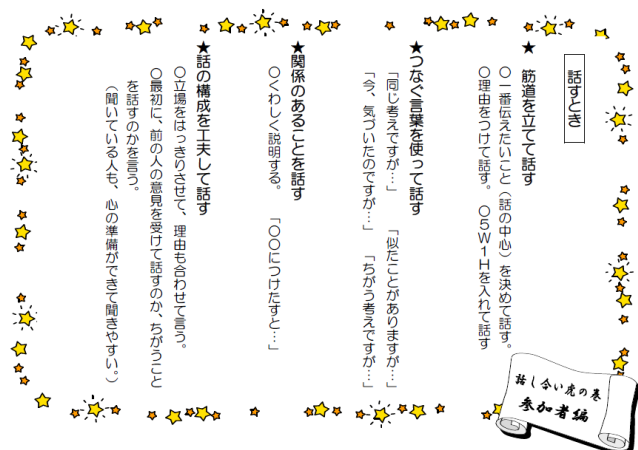 話すとき
★ 筋道を立てて話す
○一番伝えたいこと(話の中心)を決めて話す。
○理由をつけて話す。 ○5W1Hを入れて話す
★つなぐ言葉を使って話す
「同じ考えですが…」 「似たことがありますが…」
「今、気づいたのですが…」 「ちがう考えですが…」
★関係のあることを話す
○くわしく説明する。 「○○につけたすと…」
★話の構成を工夫して話す
○立場をはっきりさせて、理由も合わせて言う。
○最初に、前の人の意見を受けて話すのか、ちがうこと
を話すのかを言う。
(聞いている人も、心の準備ができて聞きやすい。)
話し合い虎の巻
参加者編